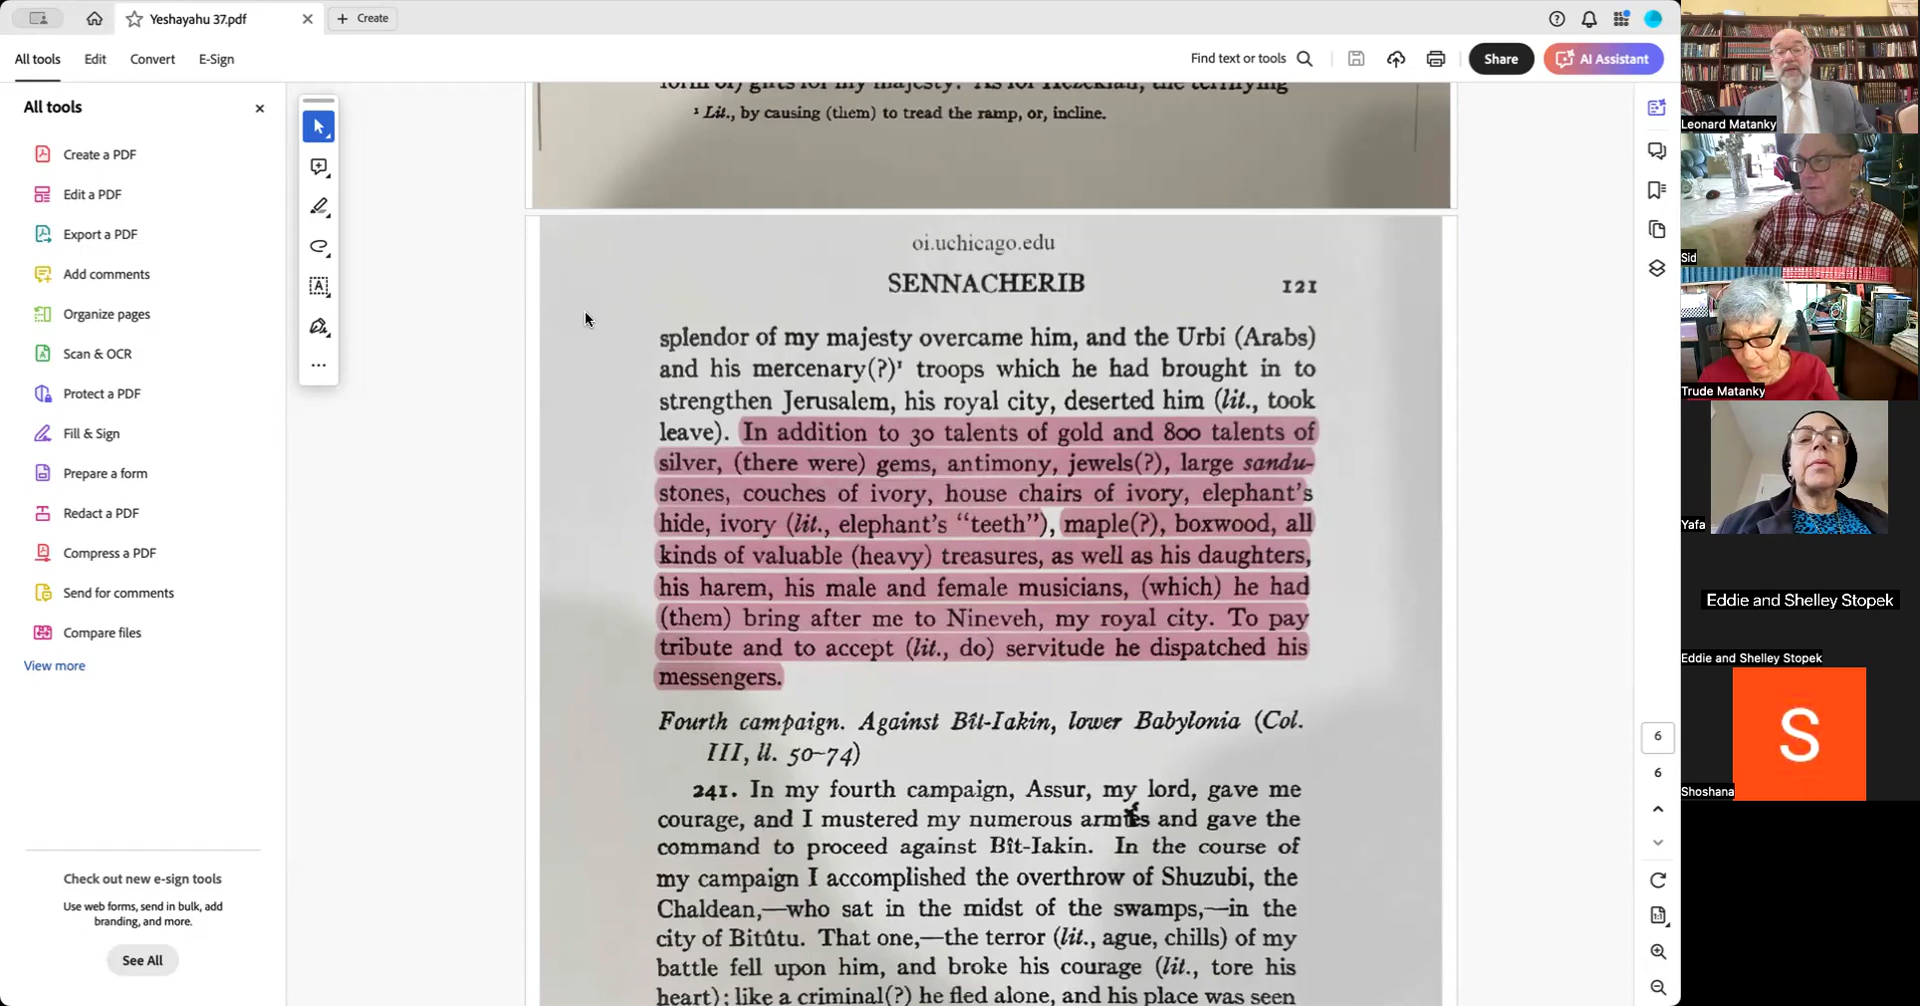 Yeshayahu 37.pdf
Create
All tools
Edit
Convert
E-Sign
Find text or tools
Share
AI Assistant
All tools
Create a PDF
Edit a PDF
Export a PDF
Add comments
Organize pages
Scan & OCR
Protect a PDF
Fill & Sign
Prepare a form
Redact a PDF
Compress a PDF
Send for comments
Compare files
View more
Check out new e-sign tools
Use web forms, send in bulk, add
branding, and more.
See All
form of) gifts for my majesty. As for Hezekiah, the terrifying
¹ Lit., by causing (them) to tread the ramp, or, incline.
oi.uchicago.edu
SENNACHERIB 121
splendor of my majesty overcame him, and the Urbi (Arabs)
and his mercenary(?)¹ troops which he had brought in to
strengthen Jerusalem, his royal city, deserted him (lit., took
leave). In addition to 30 talents of gold and 800 talents of
silver, (there were) gems, antimony, jewels(?), large sandu-
stones, couches of ivory, house chairs of ivory, elephant's
hide, ivory (lit., elephant's "teeth"), maple(?), boxwood, all
kinds of valuable (heavy) treasures, as well as his daughters,
his harem, his male and female musicians, (which) he had
(them) bring after me to Nineveh, my royal city. To pay
tribute and to accept (lit., do) servitude he dispatched his
messengers.
Fourth campaign. Against Bît-Iakin, lower Babylonia (Col.
III, ll. 50–74)
241. In my fourth campaign, Assur, my lord, gave me
courage, and I mustered my numerous armies and gave the
command to proceed against Bît-Iakin. In the course of
my campaign I accomplished the overthrow of Shuzubi, the
Chaldean,—who sat in the midst of the swamps,—in the
city of Bitûtu. That one,—the terror (lit., ague, chills) of my
battle fell upon him, and broke his courage (lit., tore his
heart); like a criminal(?) he fled alone, and his place was seen
6
6
Leonard Matanky
Sid
Trude Matanky
Yafa
Eddie and Shelley Stopek
Eddie and Shelley Stopek
S
Shoshana